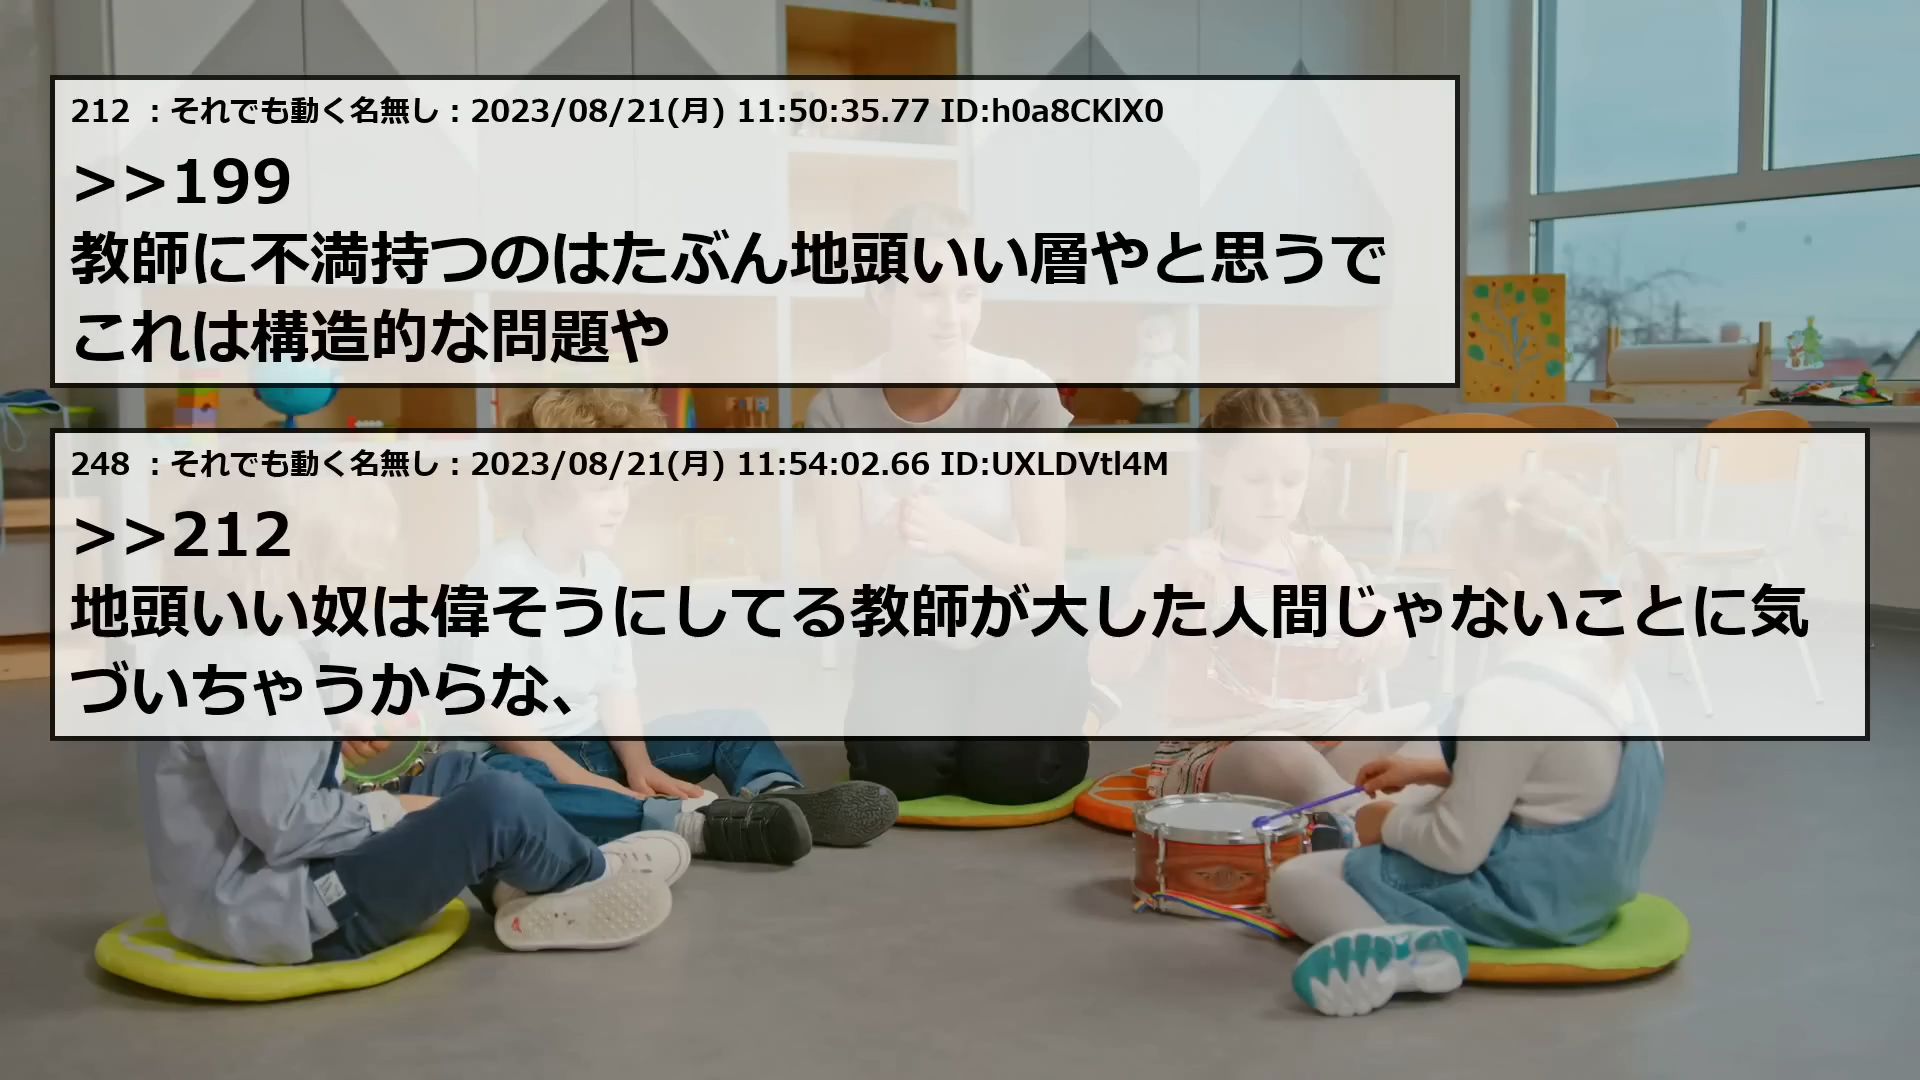 212 ：それでも動く名無し：2023/08/21(月) 11:50:35.77 ID:h0a8CKlX0
>>199
教師に不満持つのはたぶん地頭いい層やと思うで
これは構造的な問題や
248 ：それでも動く名無し：2023/08/21(月) 11:54:02.66 ID:UXLDVtl4M
>>212
地頭いい奴は偉そうにしてる教師が大した人間じゃないことに気
づいちゃうからな、